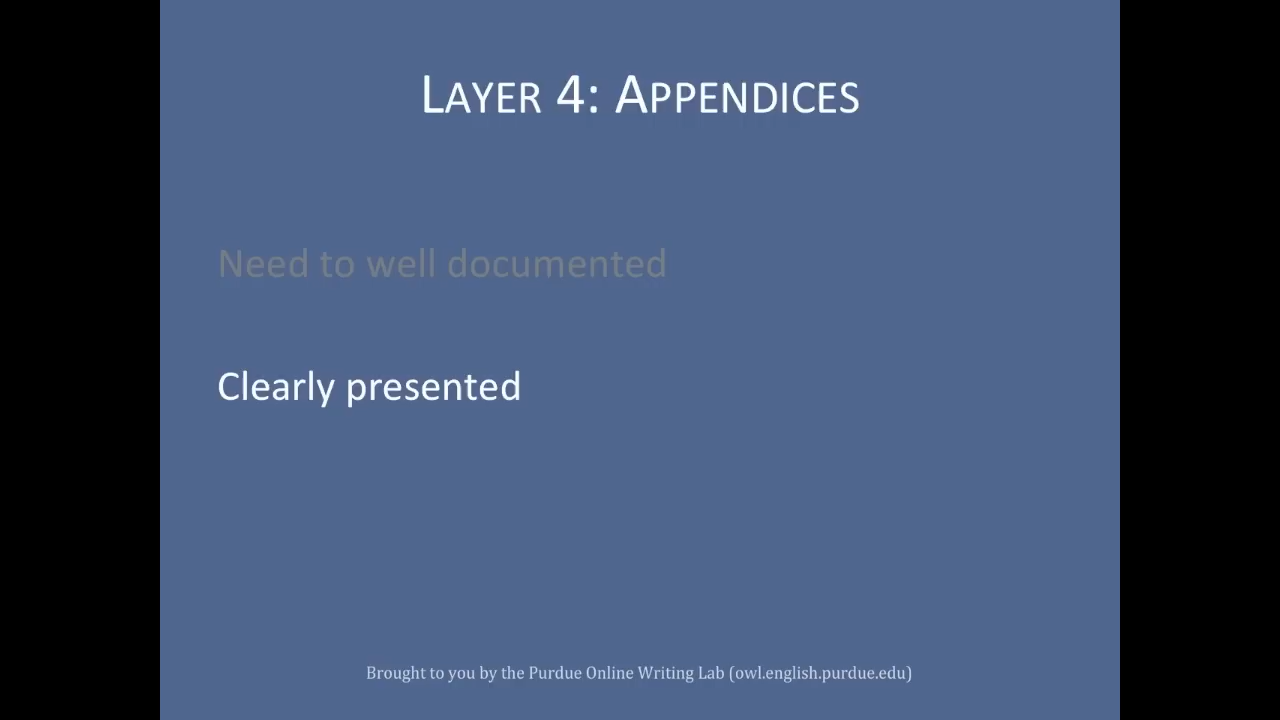 LAYER 4: APPENDICES
Need to well documented
Clearly presented
Brought to you by the Purdue Online Writing Lab (owl.english.purdue.edu)